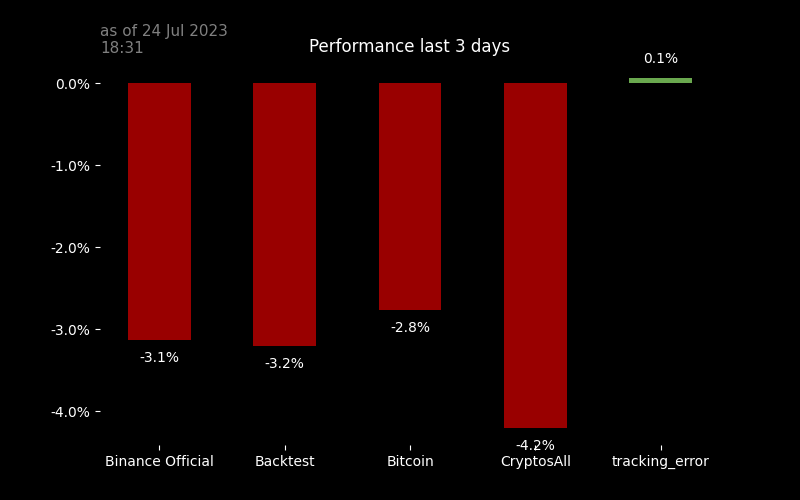 as of 24 Jul 2023
18:31
Performance last 3 days
0.1%
0.0%
-1.0%
-2.0%
-3.0%
-4.0%
-3.1%
-3.2%
-2.8%
-4.2%
Binance Official
Backtest
Bitcoin
CryptosAll
tracking_error